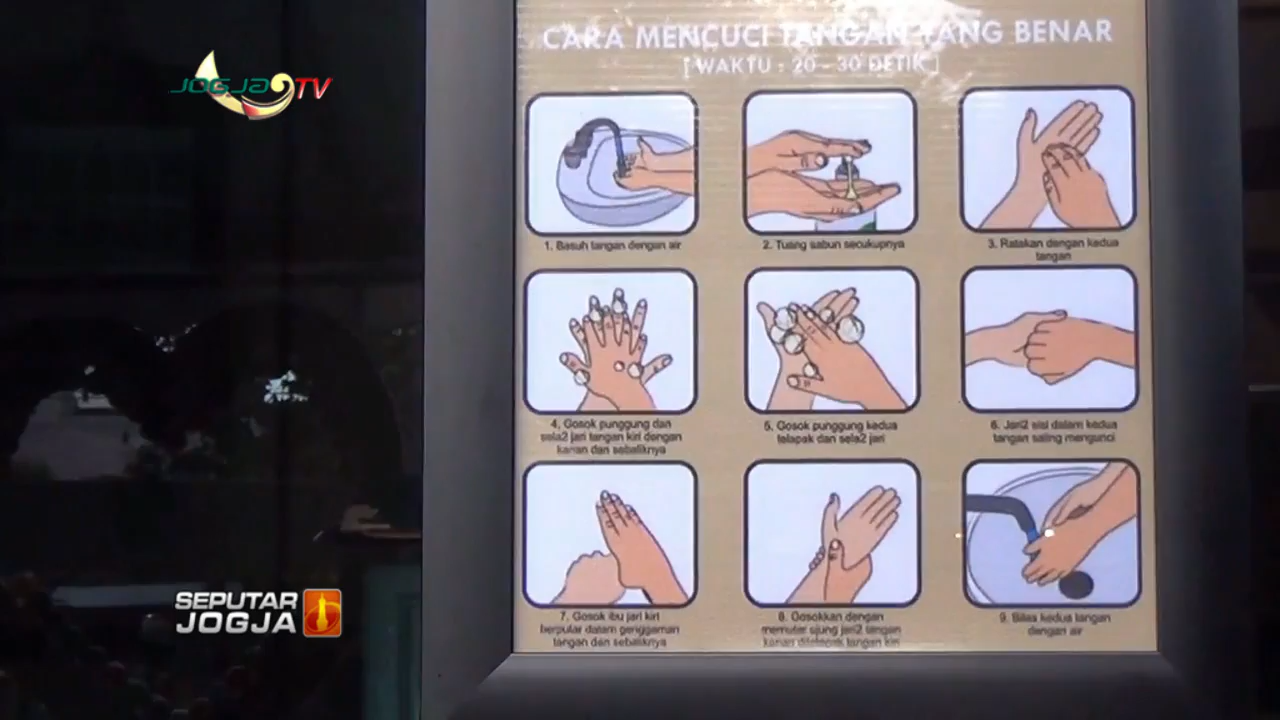 CARA MENCUCI TANGAN YANG BENAR
[ WAKTU : 20 - 30 DETIK ]
JOGJA TV
1. Basuh tangan dengan air
2. Tuang sabun secukupnya
3. Ratakan dengan kedua
tangan
4. Gosok punggung dan
sela2 jari tangan kiri dengan
kanan dan sebaliknya
5. Gosok punggung kedua
telapak dan sela2 jari
6. Jari2 sisi dalam kedua
tangan saling mengunci
7. Gosok ibu jari kiri
berputar dalam genggaman
tangan dan sebaliknya
8. Gosokkan dengan
memutar ujung jari2 tangan
kanan ditelapak tangan kiri
9. Bilas kedua tangan
dengan air
SEPUTAR
JOGJA